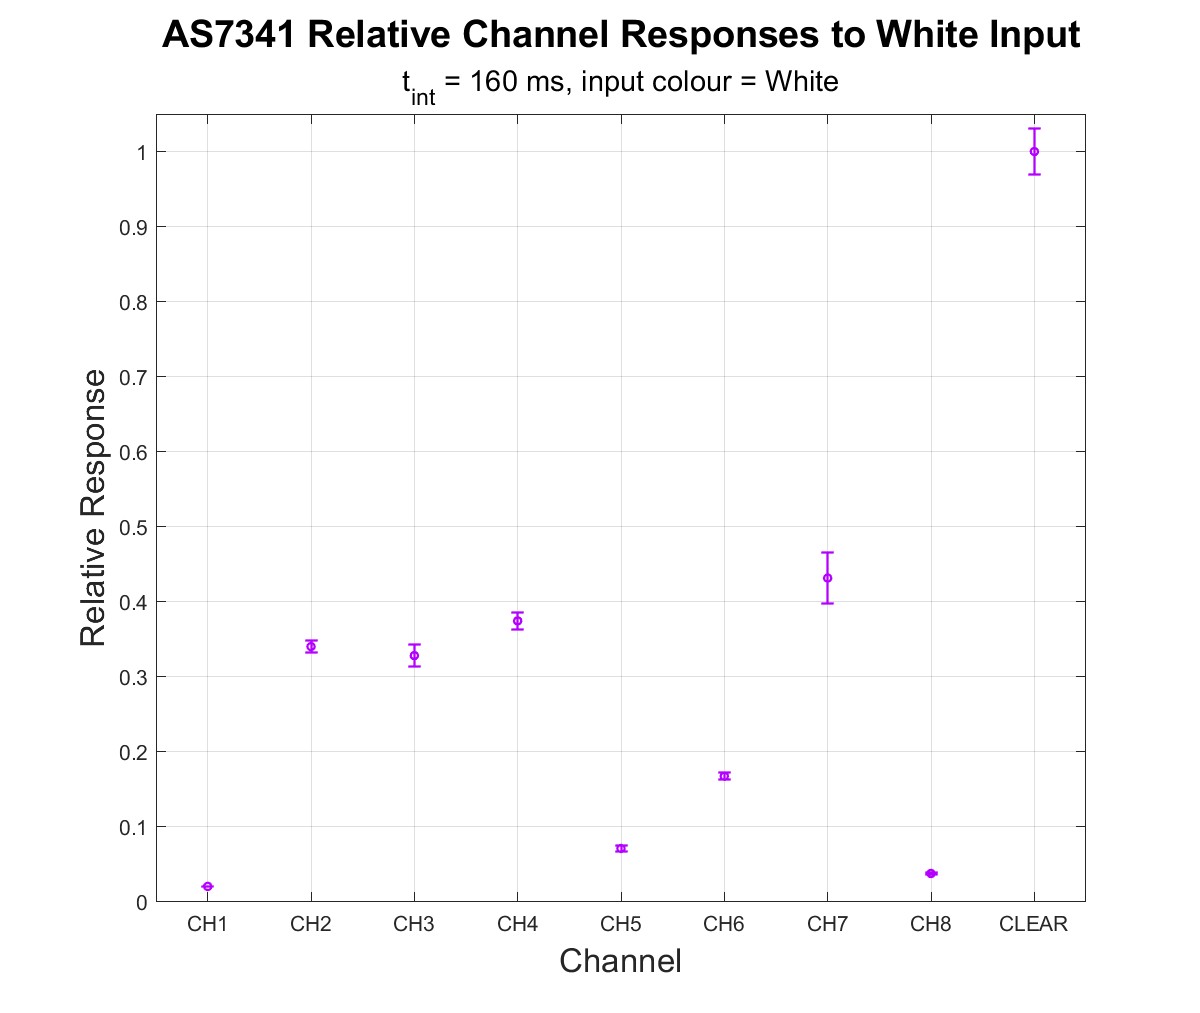 AS7341 Relative Channel Responses to White Input
t_int = 160 ms, input colour = White
Relative Response
1
0.9
0.8
0.7
0.6
0.5
0.4
0.3
0.2
0.1
0
CH1 CH2 CH3 CH4 CH5 CH6 CH7 CH8 CLEAR
Channel